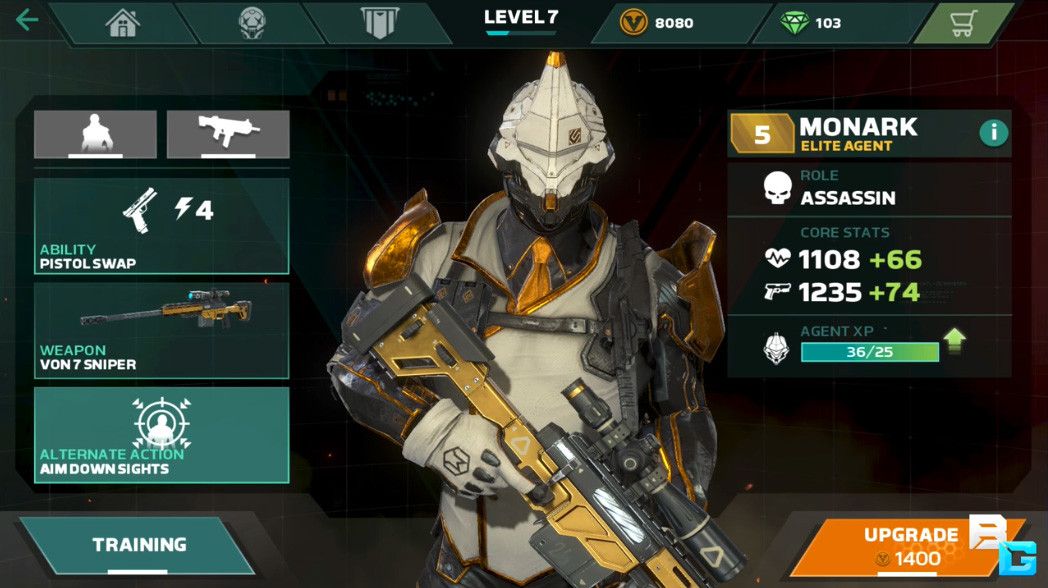 LEVEL 7
8080
103
4
ABILITY
PISTOL SWAP
WEAPON
VON 7 SNIPER
ALTERNATE ACTION
AIM DOWN SIGHTS
TRAINING
5
MONARK
ELITE AGENT
i
ROLE
ASSASSIN
CORE STATS
1108 +66
1235 +74
AGENT XP
36/25
UPGRADE
1400
B
G